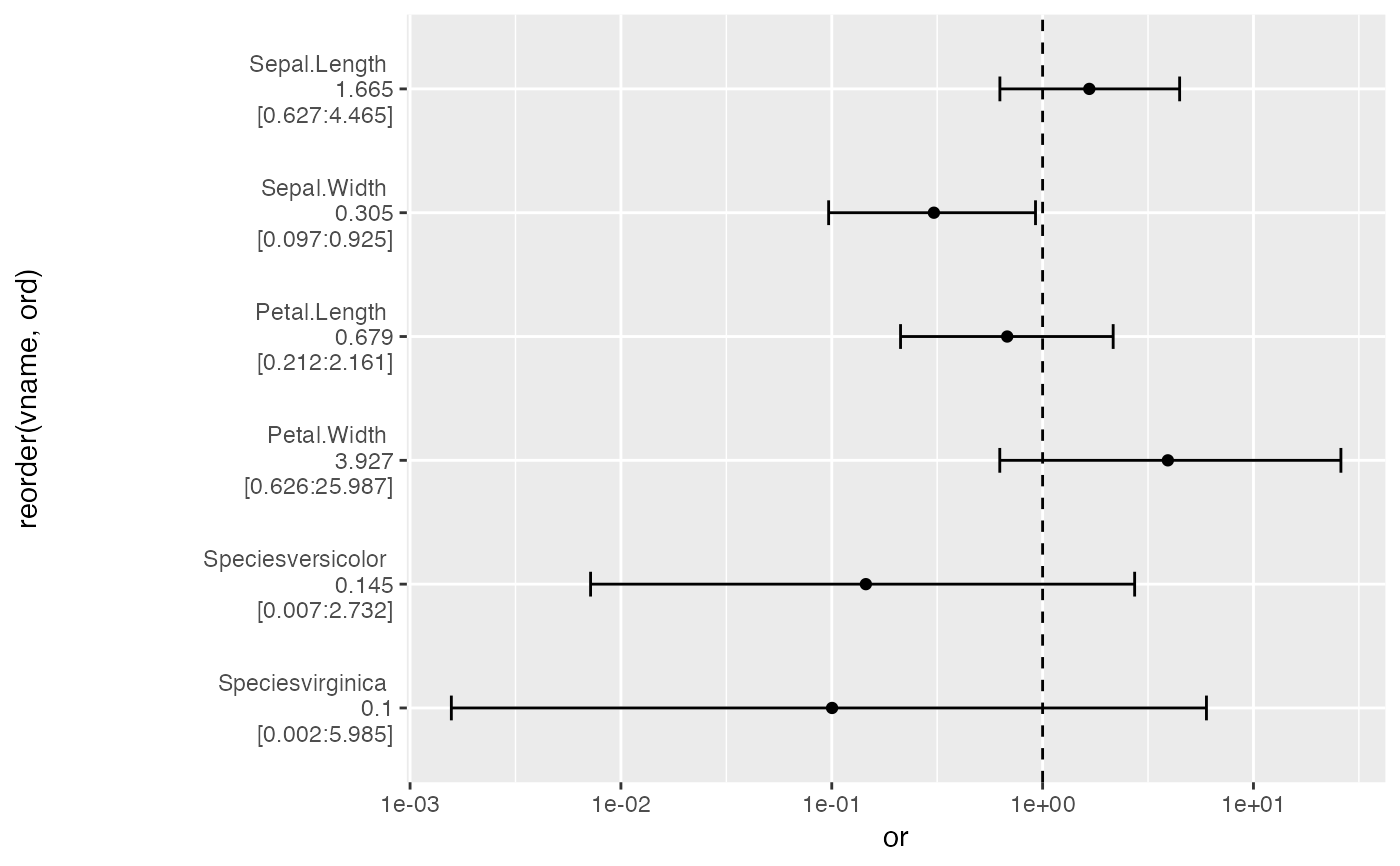 reorder(vname, ord)
Sepal.Length
1.665
[0.627:4.465]
Sepal.Width
0.305
[0.097:0.925]
Petal.Length
0.679
[0.212:2.161]
Petal.Width
3.927
[0.626:25.987]
Speciesversicolor
0.145
[0.007:2.732]
Speciesvirginica
0.1
[0.002:5.985]
1e-03 1e-02 1e-01 1e+00 1e+01
or